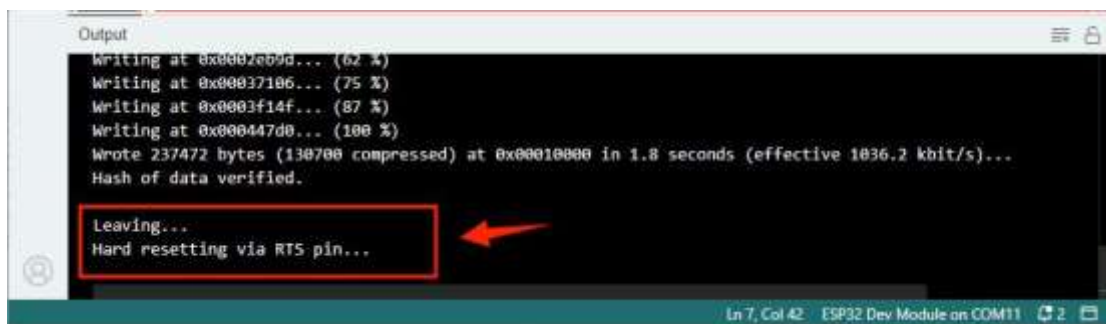 Output
Writing at 0x0002eb9d... (62 %)
Writing at 0x00037106... (75 %)
Writing at 0x0003f14f... (87 %)
Writing at 0x000447d0... (100 %)
Wrote 237472 bytes (130700 compressed) at 0x00010000 in 1.8 seconds (effective 1036.2 kbit/s)...
Hash of data verified.
Leaving...
Hard resetting via RTS pin...
Ln 7, Col 42 ESP32 Dev Module on COM11 2